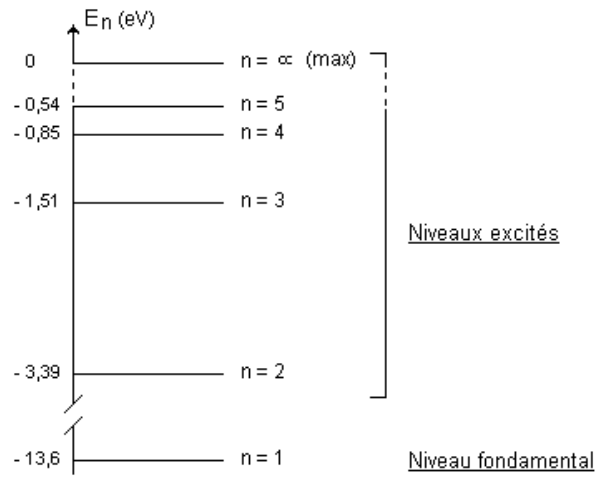 En (eV)
0 n = ∝ (max)
- 0,54 n = 5
- 0,85 n = 4
- 1,51 n = 3
Niveaux excités
- 3,39 n = 2
- 13,6 n = 1 Niveau fondamental